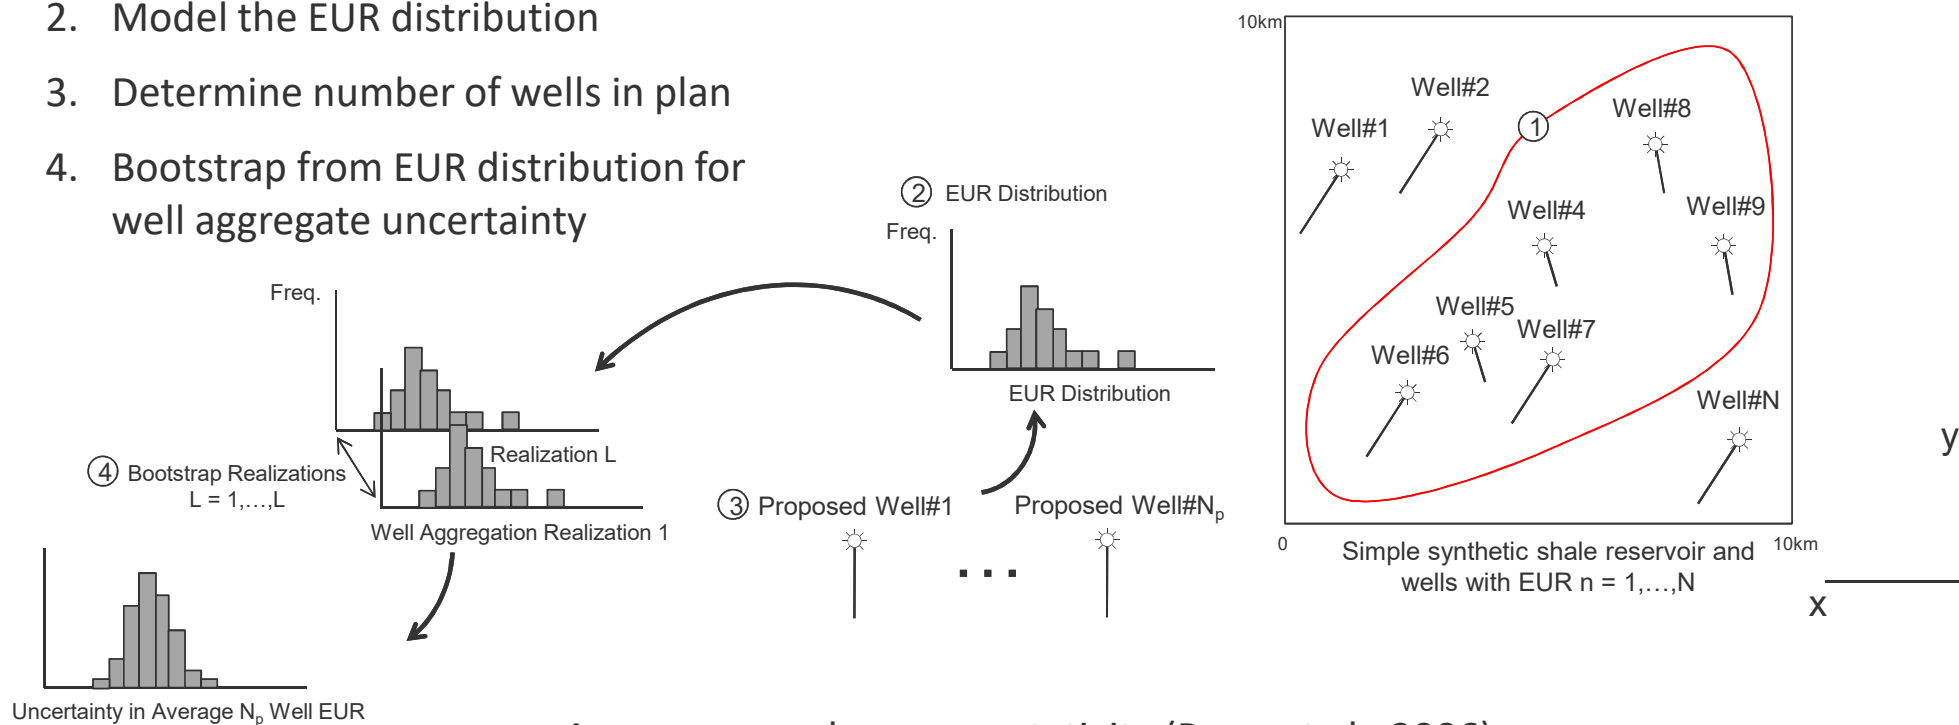 2. Model the EUR distribution
3. Determine number of wells in plan
4. Bootstrap from EUR distribution for
well aggregate uncertainty
② EUR Distribution
Freq.
EUR Distribution
Freq.
Realization L
④ Bootstrap Realizations
L = 1,...,L
Well Aggregation Realization 1
③ Proposed Well#1
...
Proposed Well#Np
Uncertainty in Average Np Well EUR
10km
Well#2
Well#1
①
Well#8
Well#4
Well#9
Well#5
Well#7
Well#6
Well#N
0
10km
Simple synthetic shale reservoir and
wells with EUR n = 1,...,N
y
x